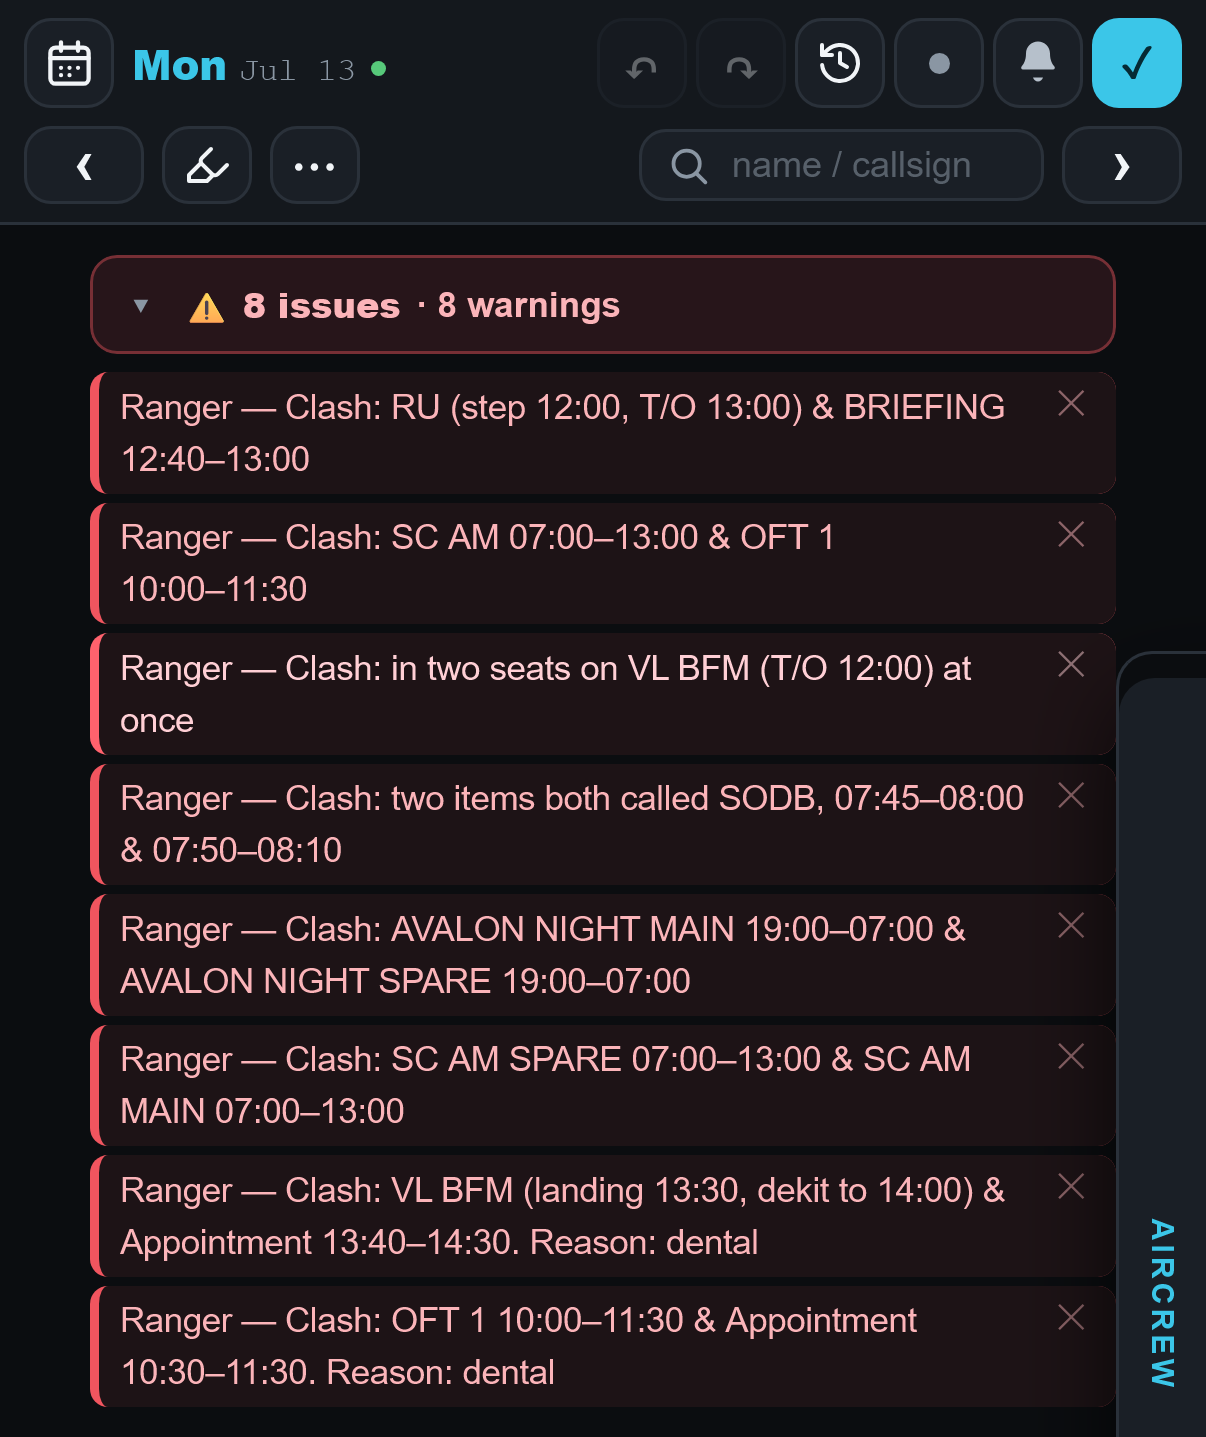 Mon Jul 13
name / callsign
8 issues · 8 warnings
Ranger — Clash: RU (step 12:00, T/O 13:00) & BRIEFING
12:40–13:00
Ranger — Clash: SC AM 07:00–13:00 & OFT 1
10:00–11:30
Ranger — Clash: in two seats on VL BFM (T/O 12:00) at
once
Ranger — Clash: two items both called SODB, 07:45–08:00
& 07:50–08:10
Ranger — Clash: AVALON NIGHT MAIN 19:00–07:00 &
AVALON NIGHT SPARE 19:00–07:00
Ranger — Clash: SC AM SPARE 07:00–13:00 & SC AM
MAIN 07:00–13:00
Ranger — Clash: VL BFM (landing 13:30, dekit to 14:00) &
Appointment 13:40–14:30. Reason: dental
Ranger — Clash: OFT 1 10:00–11:30 & Appointment
10:30–11:30. Reason: dental
AIRCREW